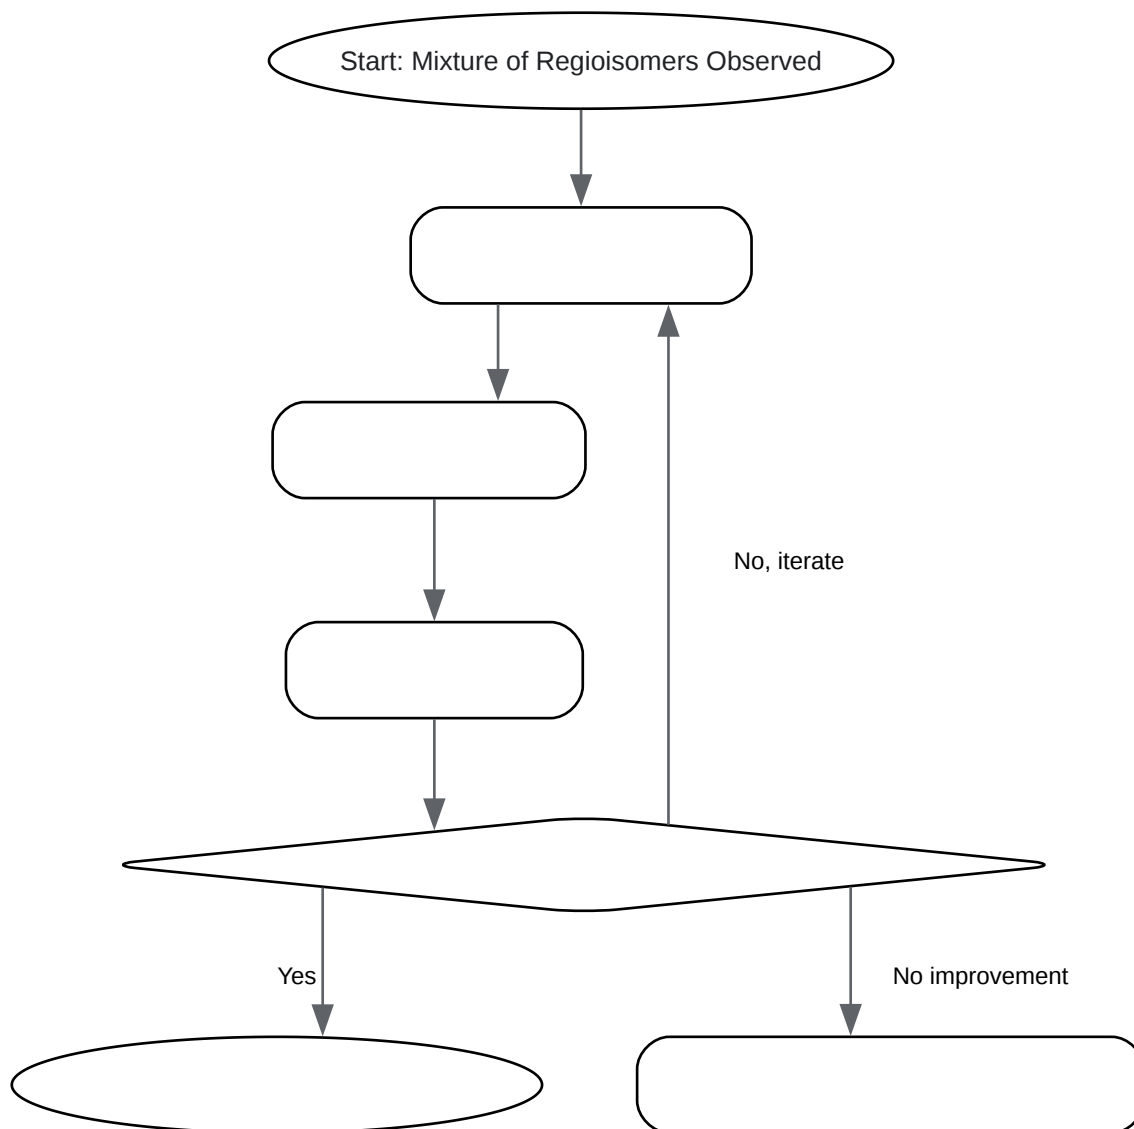 Start: Mixture of Regioisomers Observed
No, iterate
Yes
No improvement